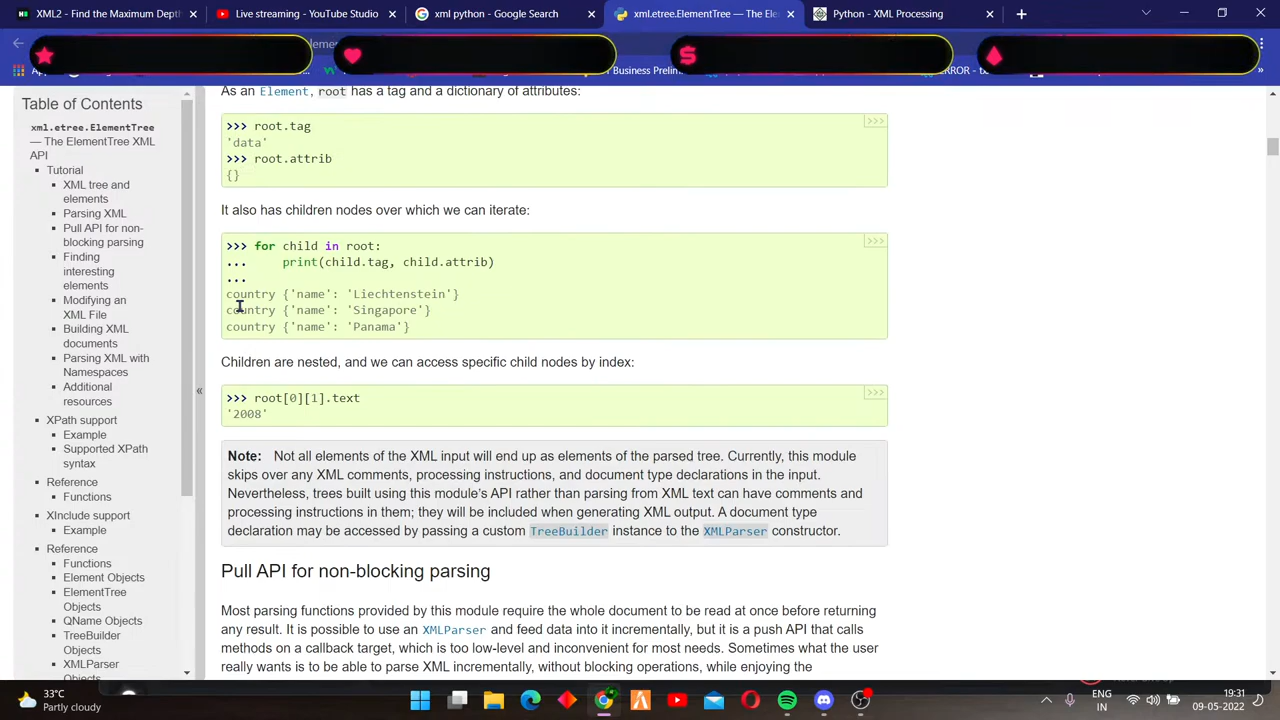 XML2 - Find the Maximum Depth
Live streaming - YouTube Studio
xml python - Google Search
xml.etree.ElementTree — The Ele
Python - XML Processing
elemen
Business Prelim
ERROR
Table of Contents
xml.etree.ElementTree
— The ElementTree XML
API
Tutorial
XML tree and
elements
Parsing XML
Pull API for non-
blocking parsing
Finding
interesting
elements
Modifying an
XML File
Building XML
documents
Parsing XML with
Namespaces
Additional
resources
XPath support
Example
Supported XPath
syntax
Reference
Functions
XInclude support
Example
Reference
Functions
Element Objects
ElementTree
Objects
QName Objects
TreeBuilder
Objects
XMLParser
Objects
«
As an Element, root has a tag and a dictionary of attributes:
>>>
>>> root.tag
'data'
>>> root.attrib
{}
It also has children nodes over which we can iterate:
>>>
>>> for child in root:
... print(child.tag, child.attrib)
...
country {'name': 'Liechtenstein'}
country {'name': 'Singapore'}
country {'name': 'Panama'}
Children are nested, and we can access specific child nodes by index:
>>>
>>> root[0][1].text
'2008'
Note: Not all elements of the XML input will end up as elements of the parsed tree. Currently, this module
skips over any XML comments, processing instructions, and document type declarations in the input.
Nevertheless, trees built using this module's API rather than parsing from XML text can have comments and
processing instructions in them; they will be included when generating XML output. A document type
declaration may be accessed by passing a custom TreeBuilder instance to the XMLParser constructor.
Pull API for non-blocking parsing
Most parsing functions provided by this module require the whole document to be read at once before returning
any result. It is possible to use an XMLParser and feed data into it incrementally, but it is a push API that calls
methods on a callback target, which is too low-level and inconvenient for most needs. Sometimes what the user
really wants is to be able to parse XML incrementally, without blocking operations, while enjoying the
33°C
Partly cloudy
ENG
IN
19:31
09-05-2022